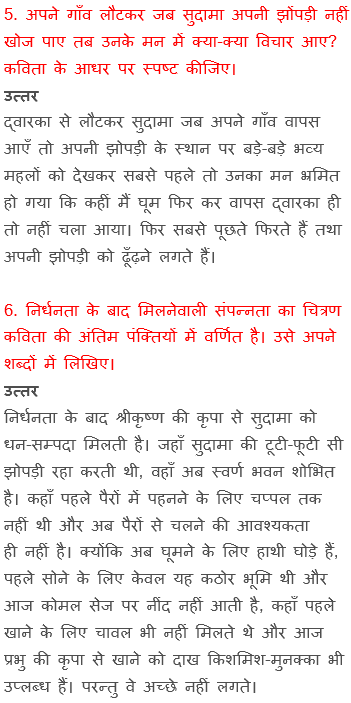 5. अपने गाँव लौटकर जब सुदामा अपनी झोंपड़ी नहीं
खोज पाए तब उनके मन में क्या-क्या विचार आए?
कविता के आधर पर स्पष्ट कीजिए।
उत्तर
द्वारका से लौटकर सुदामा जब अपने गाँव वापस
आएँ तो अपनी झोपड़ी के स्थान पर बड़े-बड़े भव्य
महलों को देखकर सबसे पहले तो उनका मन भ्रमित
हो गया कि कहीं मैं घूम फिर कर वापस द्वारका ही
तो नहीं चला आया। फिर सबसे पूछते फिरते हैं तथा
अपनी झोपड़ी को ढूँढ़ने लगते हैं।
6. निर्धनता के बाद मिलनेवाली संपन्नता का चित्रण
कविता की अंतिम पंक्तियों में वर्णित है। उसे अपने
शब्दों में लिखिए।
उत्तर
निर्धनता के बाद श्रीकृष्ण की कृपा से सुदामा को
धन-सम्पदा मिलती है। जहाँ सुदामा की टूटी-फूटी सी
झोपड़ी रहा करती थी, वहाँ अब स्वर्ण भवन शोभित
है। कहाँ पहले पैरों में पहनने के लिए चप्पल तक
नहीं थी और अब पैरों से चलने की आवश्यकता
ही नहीं है। क्योंकि अब घूमने के लिए हाथी घोड़े हैं,
पहले सोने के लिए केवल यह कठोर भूमि थी और
आज कोमल सेज पर नींद नहीं आती है, कहाँ पहले
खाने के लिए चावल भी नहीं मिलते थे और आज
प्रभु की कृपा से खाने को दाख किशमिश-मुनक्का भी
उप्लब्ध हैं। परन्तु वे अच्छे नहीं लगते।